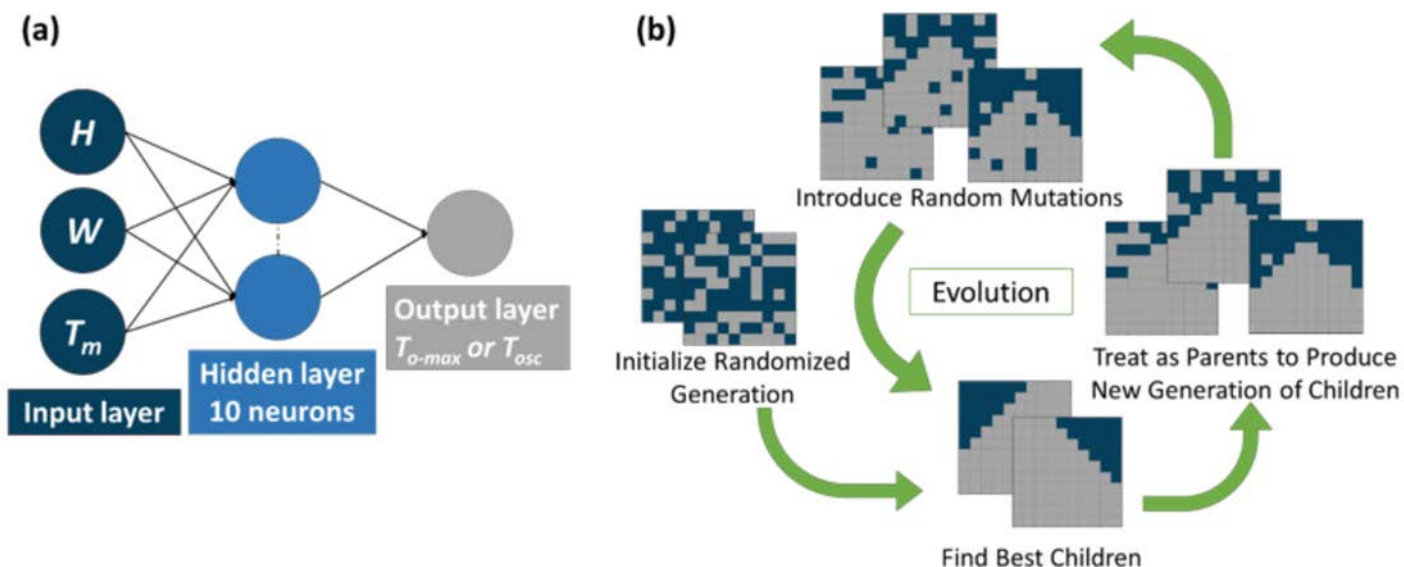 (a)
H
W
Tm
Input layer
Hidden layer
10 neurons
Output layer
To-max or Tosc
(b)
Introduce Random Mutations
Initialize Randomized
Generation
Evolution
Treat as Parents to Produce
New Generation of Children
Find Best Children